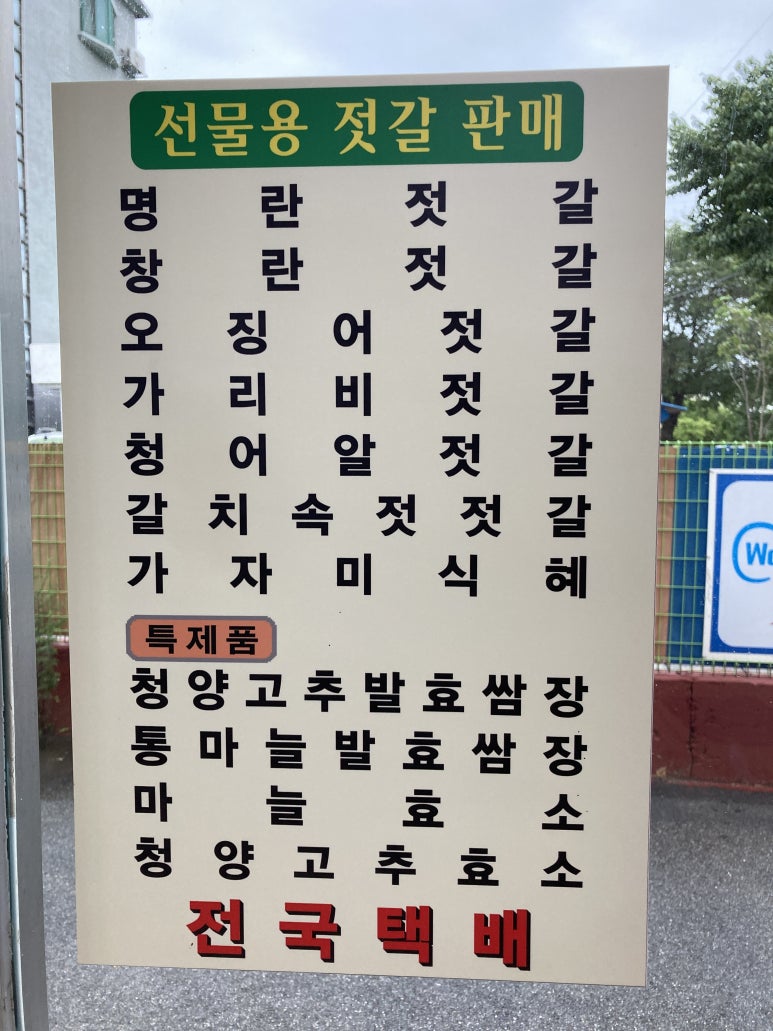 선물용 젓갈 판매
명 란 젓 갈
창 란 젓 갈
오 징 어 젓 갈
가 리 비 젓 갈
청 어 알 젓 갈
갈 치 속 젓 젓 갈
가 자 미 식 혜
특제품
청 양 고 추 발 효 쌈 장
통 마 늘 발 효 쌈 장
마 늘 효 소
청 양 고 추 효 소
전 국 택 배